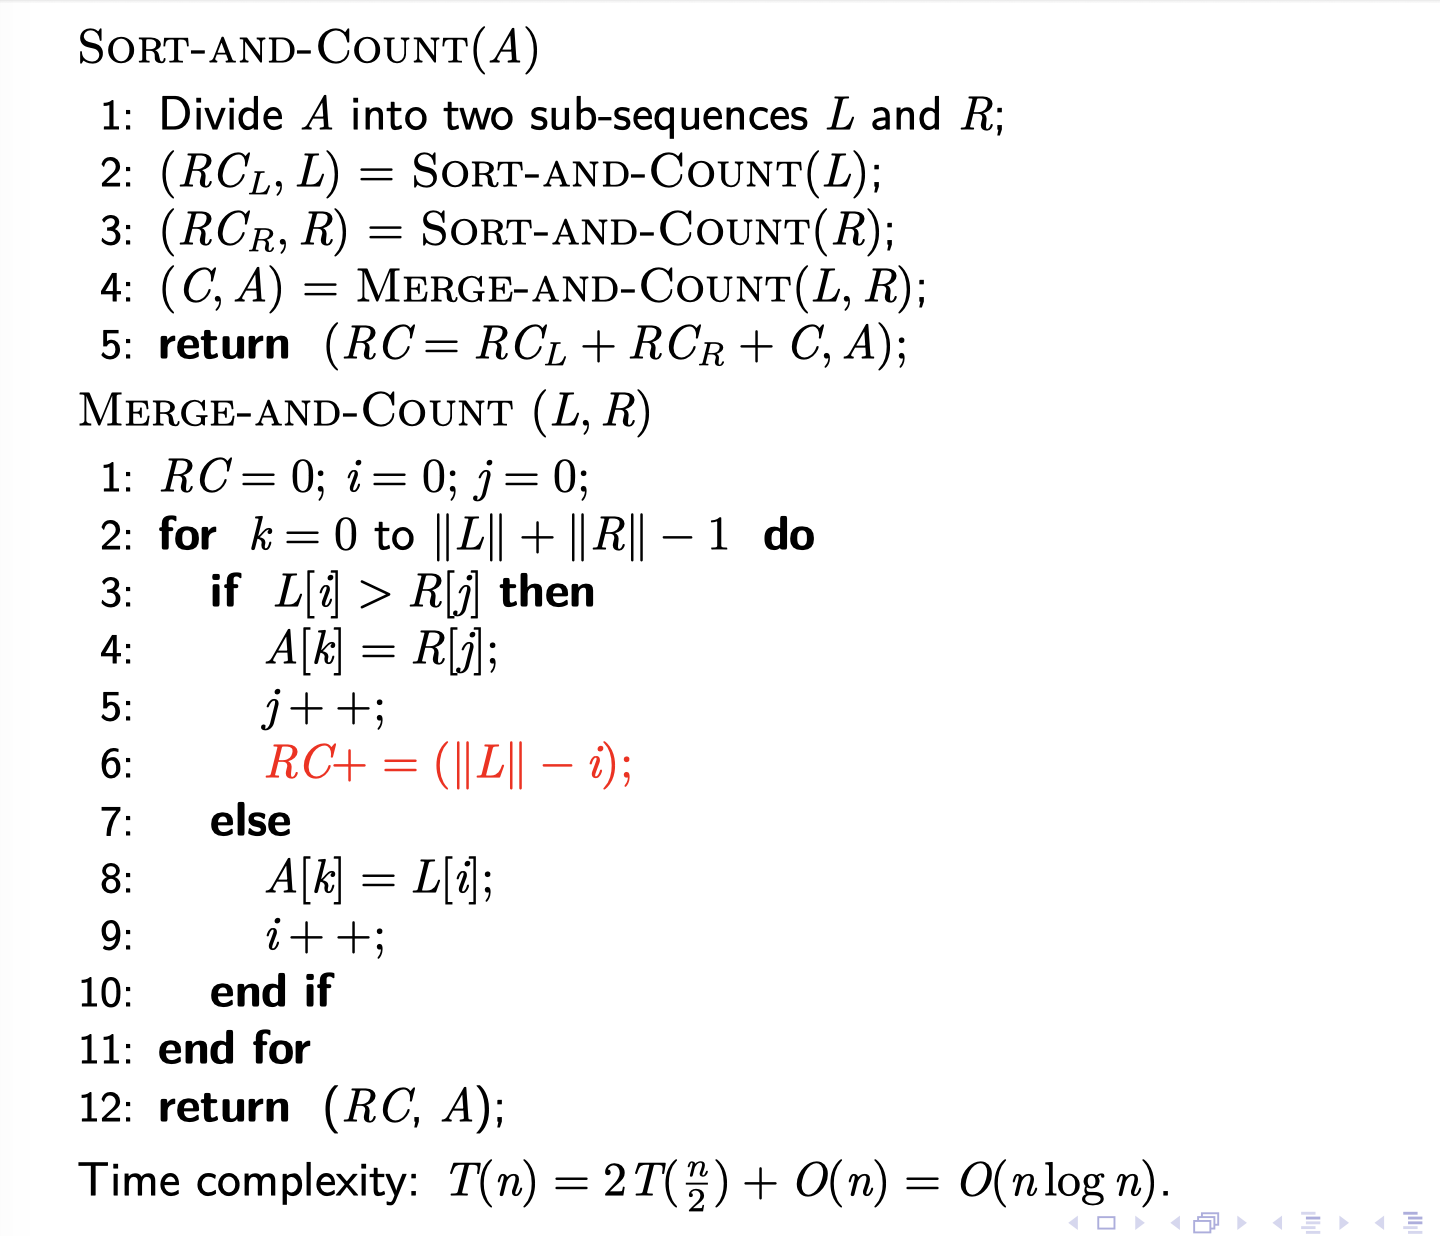 SORT-AND-COUNT(A)
1: Divide A into two sub-sequences L and R;
2: (RC_L, L) = SORT-AND-COUNT(L);
3: (RC_R, R) = SORT-AND-COUNT(R);
4: (C, A) = MERGE-AND-COUNT(L, R);
5: return (RC = RC_L + RC_R + C, A);
MERGE-AND-COUNT (L, R)
1: RC = 0; i = 0; j = 0;
2: for k = 0 to ‖L‖ + ‖R‖ − 1 do
3: if L[i] > R[j] then
4: A[k] = R[j];
5: j + +;
6: RC+ = (‖L‖ − i);
7: else
8: A[k] = L[i];
9: i + +;
10: end if
11: end for
12: return (RC, A);
Time complexity: T(n) = 2T(n/2) + O(n) = O(n log n).